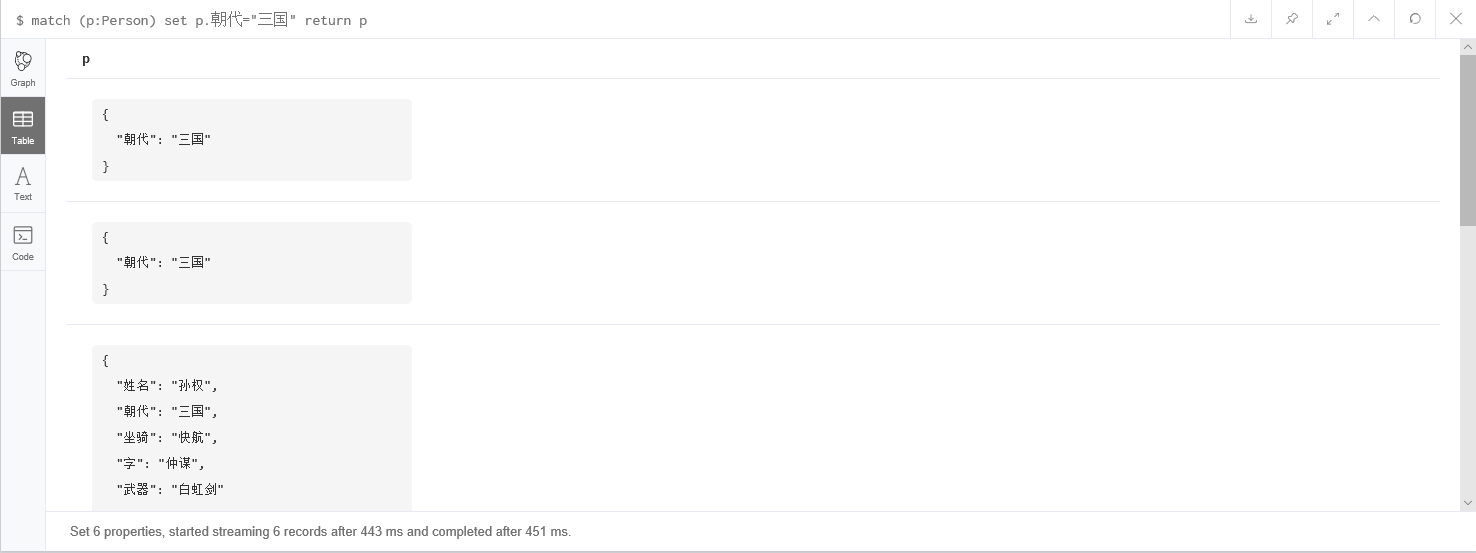 $ match (p:Person) set p.朝代="三国" return p
Graph
Table
Text
Code
p
{
"朝代": "三国"
}
{
"朝代": "三国"
}
{
"姓名": "孙权",
"朝代": "三国",
"坐骑": "快航",
"字": "仲谋",
"武器": "白虹剑"
Set 6 properties, started streaming 6 records after 443 ms and completed after 451 ms.